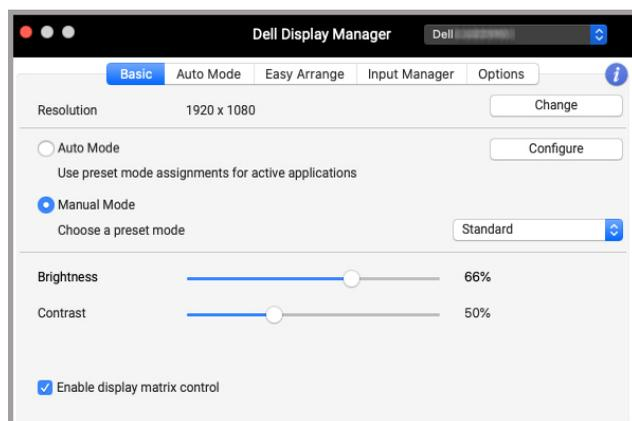 Dell Display Manager
Dell
Basic Auto Mode Easy Arrange Input Manager Options i
Resolution 1920 x 1080 Change
Auto Mode Configure
Use preset mode assignments for active applications
Manual Mode
Choose a preset mode Standard
Brightness 66%
Contrast 50%
Enable display matrix control